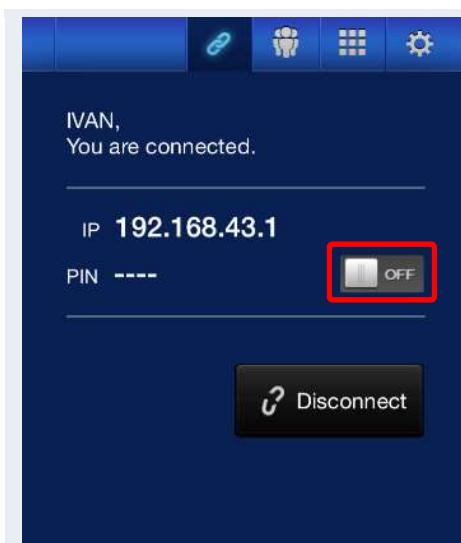 IVAN,
You are connected.
IP 192.168.43.1
PIN ----
OFF
Disconnect